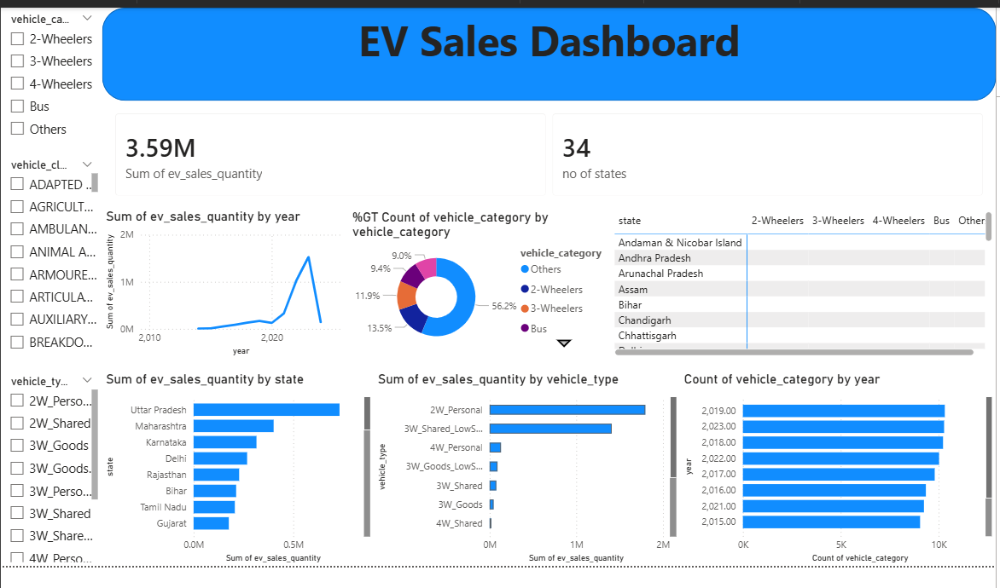 EV Sales Dashboard
vehicle_ca...
2-Wheelers
3-Wheelers
4-Wheelers
Bus
Others
vehicle_cl...
ADAPTED ...
AGRICULT...
AMBULAN...
ANIMAL A...
ARMOURE...
ARTICULA...
AUXILIARY...
BREAKDO...
vehicle_ty...
2W_Perso...
2W_Shared
3W_Goods
3W_Goods...
3W_Perso...
3W_Shared
3W_Share...
4W_Perso...
3.59M
Sum of ev_sales_quantity
34
no of states
Sum of ev_sales_quantity by year
Sum of ev_sales_quantity
2M
1M
0M
2,010
2,020
year
%GT Count of vehicle_category by
vehicle_category
9.0%
9.4%
11.9%
13.5%
56.2%
vehicle_category
Others
2-Wheelers
3-Wheelers
Bus
state 2-Wheelers 3-Wheelers 4-Wheelers Bus Other
Andaman & Nicobar Island
Andhra Pradesh
Arunachal Pradesh
Assam
Bihar
Chandigarh
Chhattisgarh
Sum of ev_sales_quantity by state
state
Uttar Pradesh
Maharashtra
Karnataka
Delhi
Rajasthan
Bihar
Tamil Nadu
Gujarat
0.0M
0.5M
Sum of ev_sales_quantity
Sum of ev_sales_quantity by vehicle_type
vehicle_type
2W_Personal
3W_Shared_LowS...
4W_Personal
3W_Goods_LowS...
3W_Shared
3W_Goods
4W_Shared
0M
1M
2M
Sum of ev_sales_quantity
Count of vehicle_category by year
year
2,019.00
2,023.00
2,018.00
2,022.00
2,017.00
2,016.00
2,021.00
2,015.00
0K
5K
10K
Count of vehicle_category